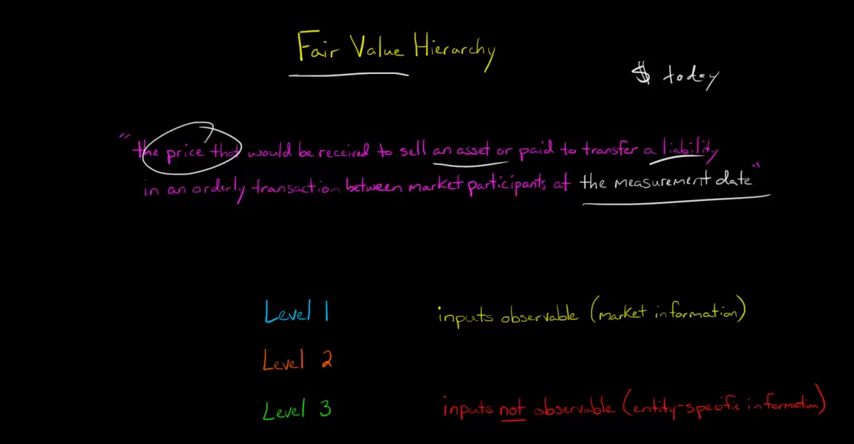 Fair Value Hierarchy
$ today
"the price that would be received to sell an asset or paid to transfer a liability
in an orderly transaction between market participants at the measurement date"
Level 1 inputs observable (market information)
Level 2
Level 3 inputs not observable (entity-specific information)